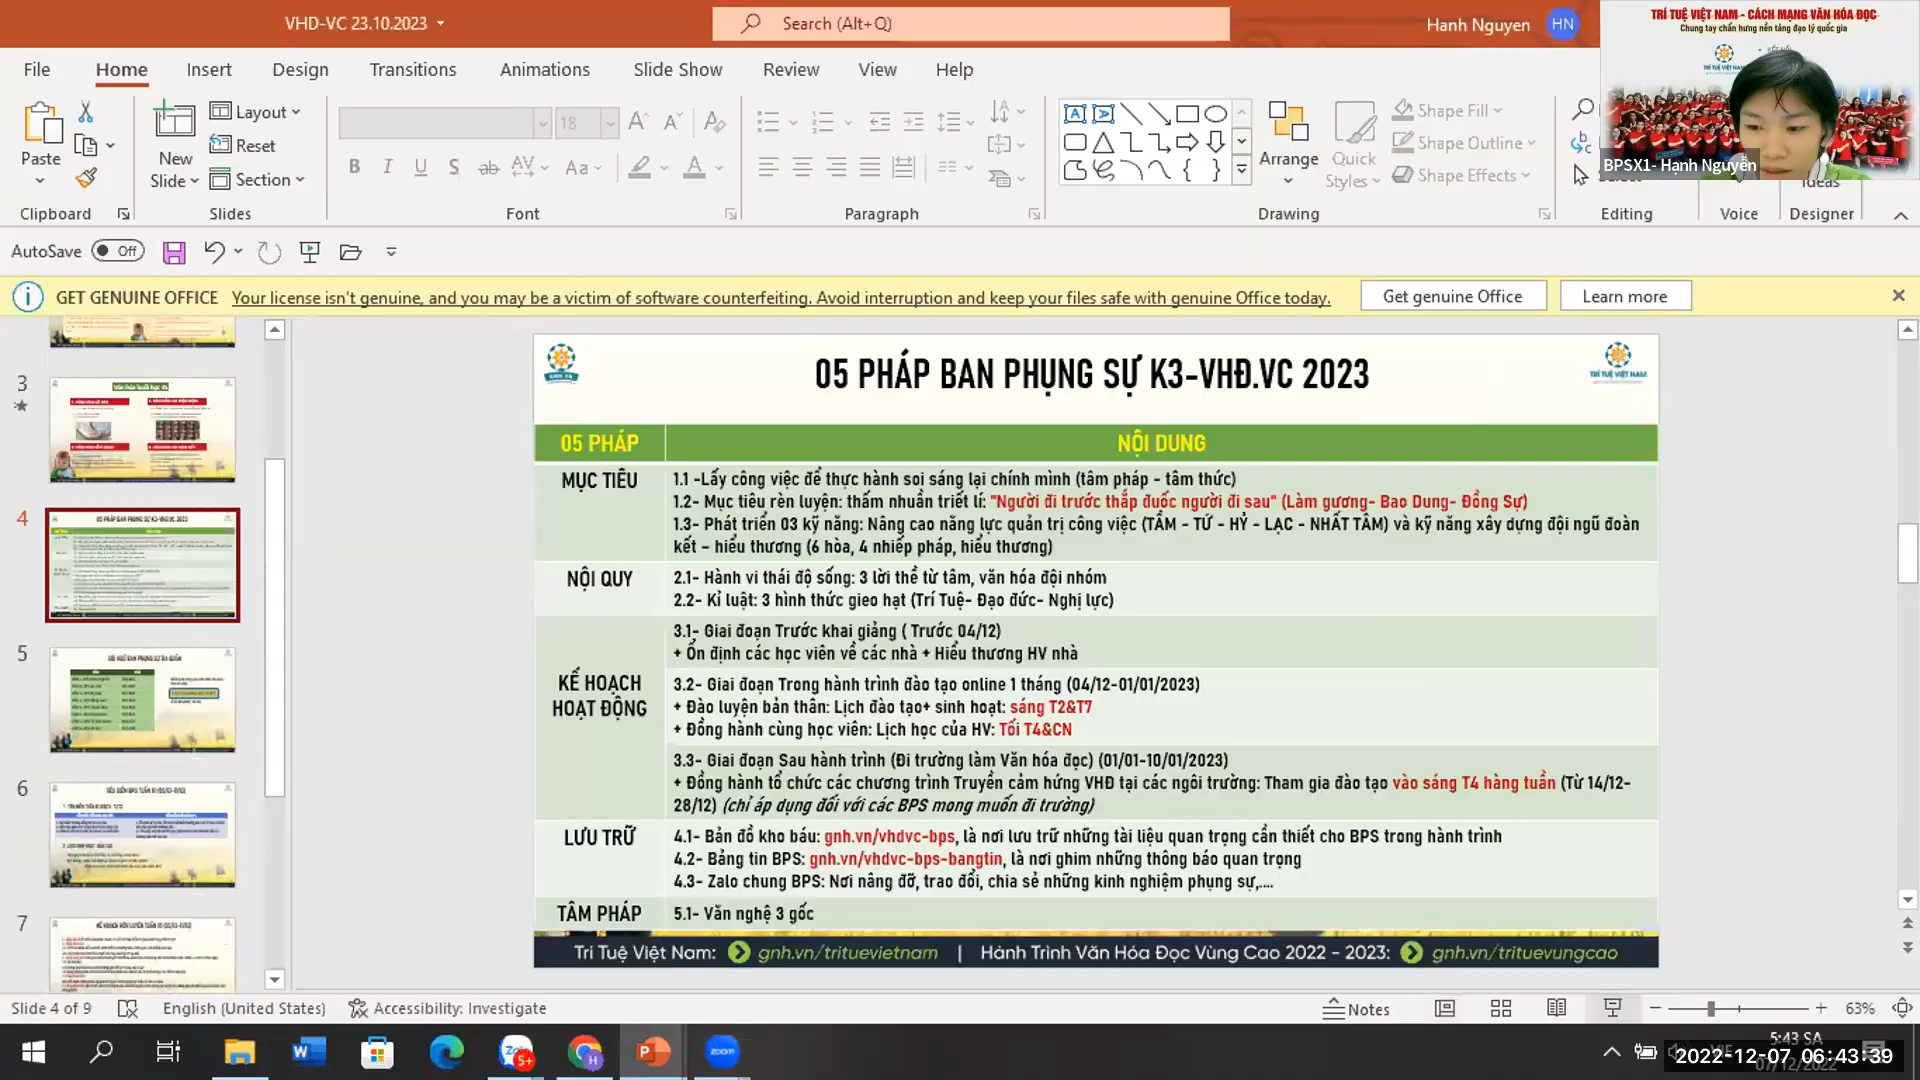 VHD-VC 23.10.2023
Search (Alt+Q)
Hanh Nguyen
HN
TRÍ TUỆ VIỆT NAM - CÁCH MẠNG VĂN HÓA ĐỌC
Chung tay chấn hưng nền tảng đạo lý quốc gia
BPSX1- Hạnh Nguyễn
File
Home
Insert
Design
Transitions
Animations
Slide Show
Review
View
Help
Paste
New
Slide
Layout
Reset
Section
18
Arrange
Quick
Styles
Shape Fill
Shape Outline
Shape Effects
Ideas
Clipboard
Slides
Font
Paragraph
Drawing
Editing
Voice
Designer
AutoSave
Off
GET GENUINE OFFICE
Your license isn't genuine, and you may be a victim of software counterfeiting. Avoid interruption and keep your files safe with genuine Office today.
Get genuine Office
Learn more
3
4
5
6
7
05 PHÁP BAN PHỤNG SỰ K3-VHĐ.VC 2023
TRÍ TUỆ VIỆT NAM
05 PHÁP
NỘI DUNG
MỤC TIÊU
1.1 -Lấy công việc để thực hành soi sáng lại chính mình (tâm pháp - tâm thức)
1.2- Mục tiêu rèn luyện: thấm nhuần triết lí: "Người đi trước thắp đuốc người đi sau" (Làm gương- Bao Dung- Đồng Sự)
1.3- Phát triển 03 kỹ năng: Nâng cao năng lực quản trị công việc (TẦM - TỨ - HỶ - LẠC - NHẤT TÂM) và kỹ năng xây dựng đội ngũ đoàn
kết – hiểu thương (6 hòa, 4 nhiếp pháp, hiểu thương)
NỘI QUY
2.1- Hành vi thái độ sống: 3 lời thề từ tâm, văn hóa đội nhóm
2.2- Kỉ luật: 3 hình thức gieo hạt (Trí Tuệ- Đạo đức- Nghị lực)
KẾ HOẠCH
HOẠT ĐỘNG
3.1- Giai đoạn Trước khai giảng ( Trước 04/12)
+ Ổn định các học viên về các nhà + Hiểu thương HV nhà
3.2- Giai đoạn Trong hành trình đào tạo online 1 tháng (04/12-01/01/2023)
+ Đào luyện bản thân: Lịch đào tạo+ sinh hoạt: sáng T2&T7
+ Đồng hành cùng học viên: Lịch học của HV: Tối T4&CN
3.3- Giai đoạn Sau hành trình (Đi trường làm Văn hóa đọc) (01/01-10/01/2023)
+ Đồng hành tổ chức các chương trình Truyền cảm hứng VHĐ tại các ngôi trường: Tham gia đào tạo vào sáng T4 hàng tuần (Từ 14/12-
28/12) (chỉ áp dụng đối với các BPS mong muốn đi trường)
LƯU TRỮ
4.1- Bản đồ kho báu: gnh.vn/vhdvc-bps, là nơi lưu trữ những tài liệu quan trọng cần thiết cho BPS trong hành trình
4.2- Bảng tin BPS: gnh.vn/vhdvc-bps-bangtin, là nơi ghim những thông báo quan trọng
4.3- Zalo chung BPS: Nơi nâng đỡ, trao đổi, chia sẻ những kinh nghiệm phụng sự,....
TÂM PHÁP
5.1- Văn nghệ 3 gốc
Trí Tuệ Việt Nam: gnh.vn/trituevietnam | Hành Trình Văn Hóa Đọc Vùng Cao 2022 - 2023: gnh.vn/trituevungcao
Slide 4 of 9
English (United States)
Accessibility: Investigate
Notes
63%
5:43 SA
2022-12-07 06:43:39